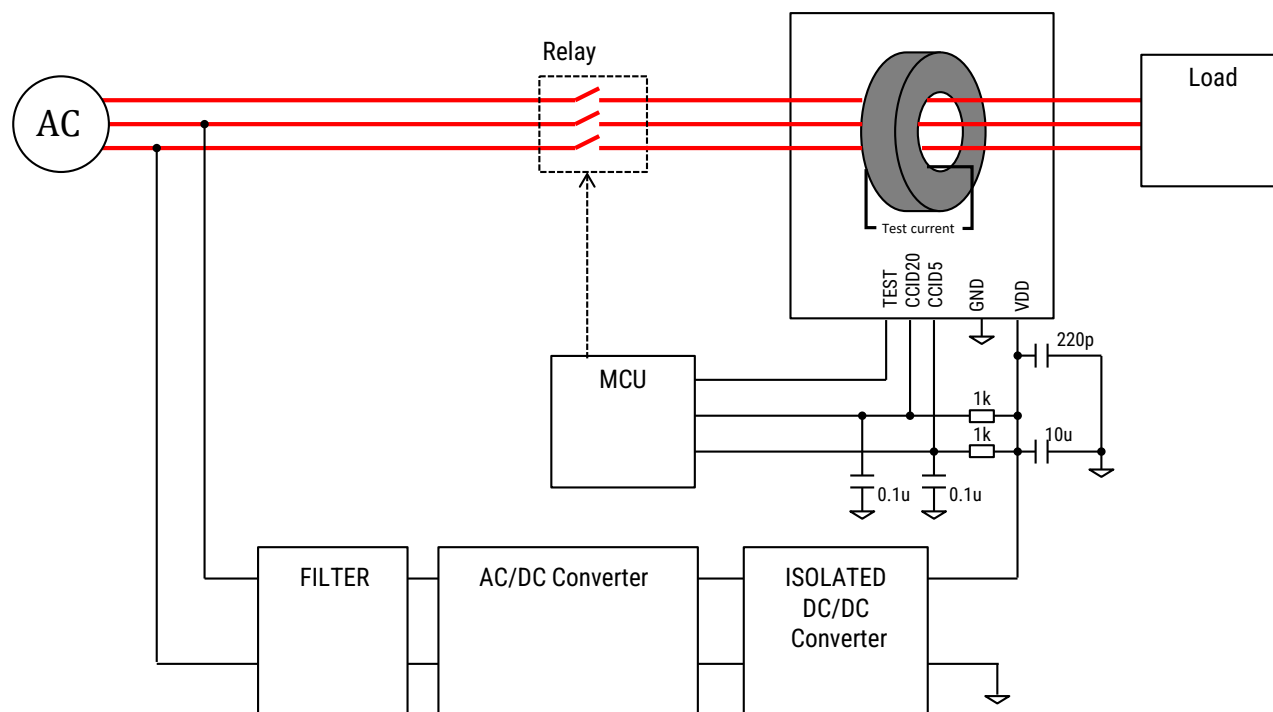 Relay
AC
Load
Test current
TEST
CCID20
CCID5
GND
VDD
220p
MCU
1k
1k
10u
0.1u
0.1u
FILTER
AC/DC Converter
ISOLATED
DC/DC
Converter